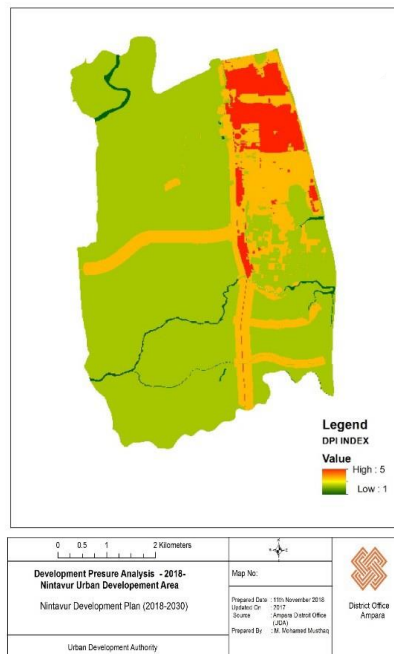 Legend
DPI INDEX
Value
High : 5
Low : 1
0 0.5 1 2 Kilometers
Development Presure Analysis - 2018-
Nintavur Urban Developement Area
Nintavur Development Plan (2018-2030)
Urban Development Authority
Map No:
Prepared Date : 11th November 2018
Updated On : 2017
Source : Ampara Distrct Office
(UDA)
Prepared By : M. Mohamed Musthaq
District Office
Ampara